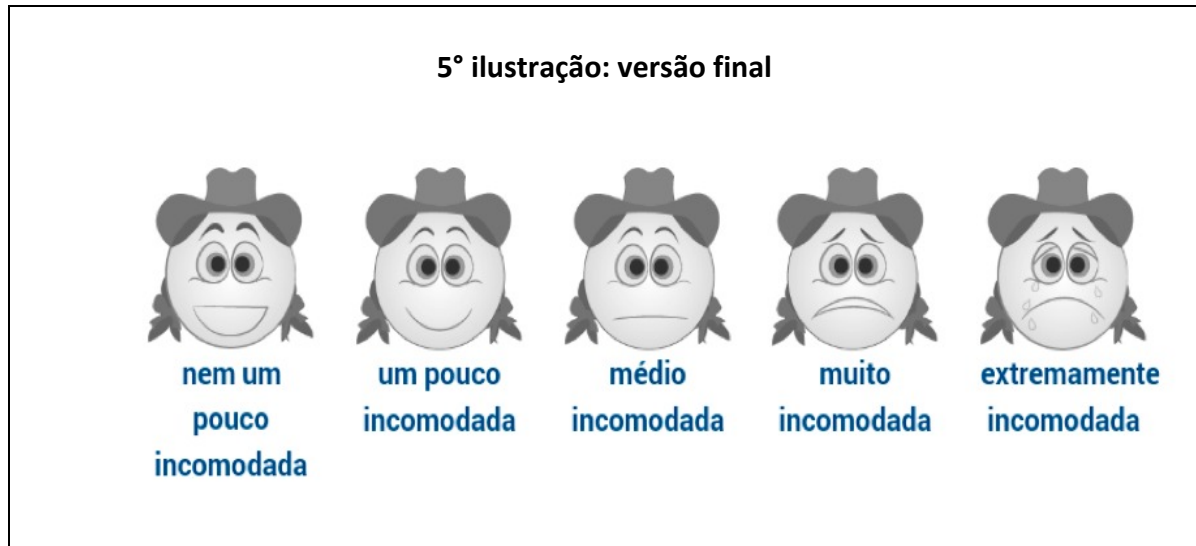 5° ilustração: versão final
nem um
pouco
incomodada
um pouco
incomodada
médio
incomodada
muito
incomodada
extremamente
incomodada